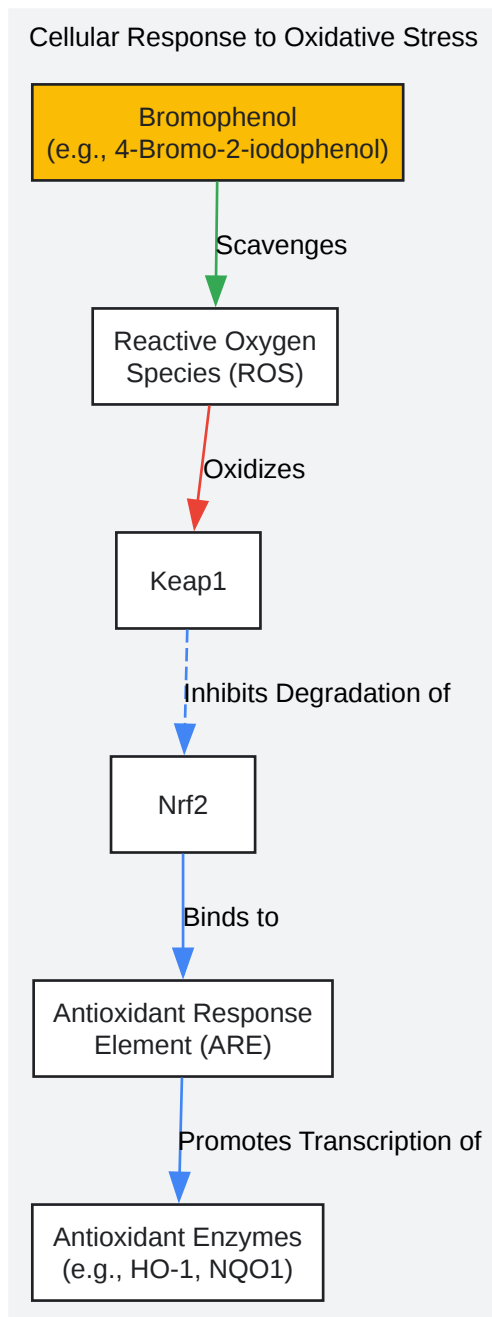 Cellular Response to Oxidative Stress
Bromophenol
(e.g., 4-Bromo-2-iodophenol)
Scavenges
Reactive Oxygen
Species (ROS)
Oxidizes
Keap1
Inhibits Degradation of
Nrf2
Binds to
Antioxidant Response
Element (ARE)
Promotes Transcription of
Antioxidant Enzymes
(e.g., HO-1, NQO1)